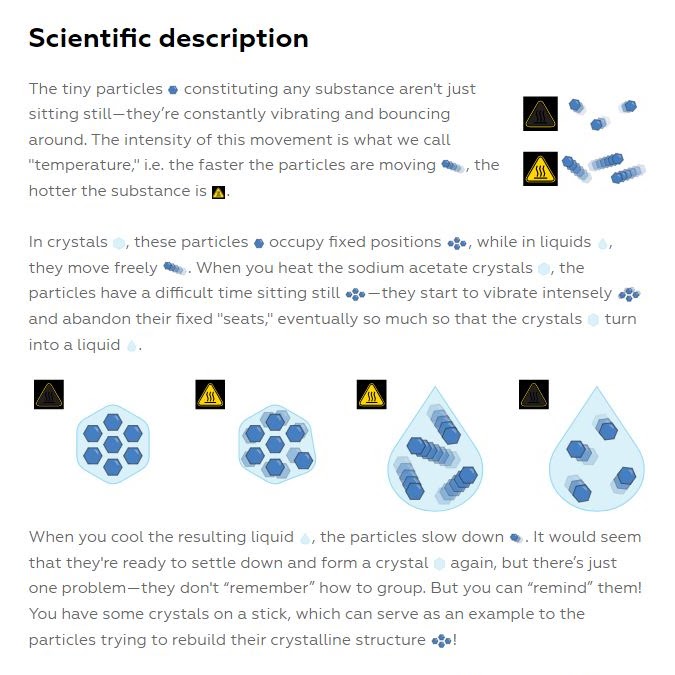 Scientific description
The tiny particles constituting any substance aren't just
sitting still—they’re constantly vibrating and bouncing
around. The intensity of this movement is what we call
"temperature," i.e. the faster the particles are moving , the
hotter the substance is .
In crystals , these particles occupy fixed positions , while in liquids ,
they move freely . When you heat the sodium acetate crystals , the
particles have a difficult time sitting still —they start to vibrate intensely
and abandon their fixed "seats," eventually so much so that the crystals turn
into a liquid .
When you cool the resulting liquid , the particles slow down . It would seem
that they're ready to settle down and form a crystal again, but there’s just
one problem—they don't “remember” how to group. But you can “remind” them!
You have some crystals on a stick, which can serve as an example to the
particles trying to rebuild their crystalline structure !